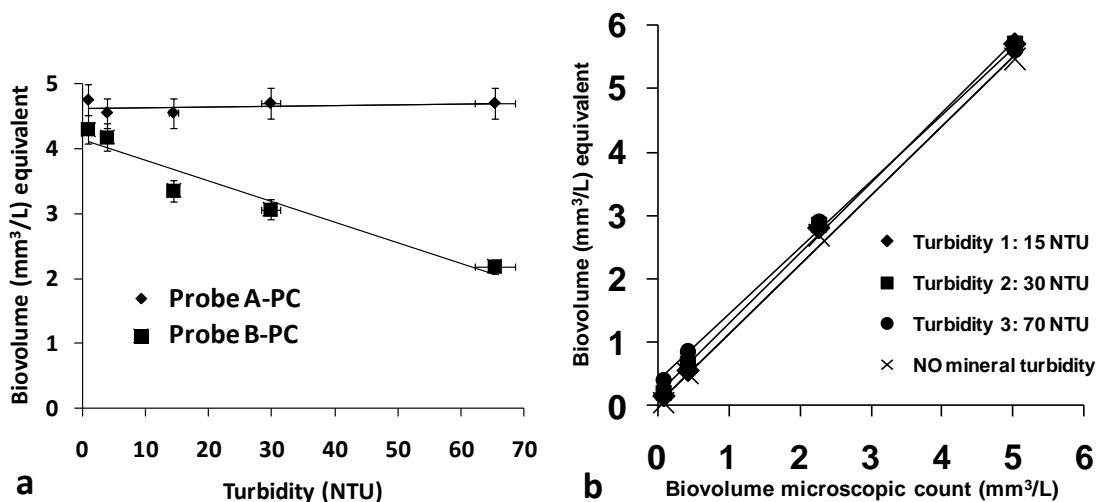 Biovolume (mm³/L) equivalent
5
4
3
2
1
0
Probe A-PC
Probe B-PC
0 10 20 30 40 50 60 70
Turbidity (NTU)
a
Biovolume (mm³/L) equivalent
6
5
4
3
2
1
0
Turbidity 1: 15 NTU
Turbidity 2: 30 NTU
Turbidity 3: 70 NTU
NO mineral turbidity
0 1 2 3 4 5 6
Biovolume microscopic count (mm³/L)
b